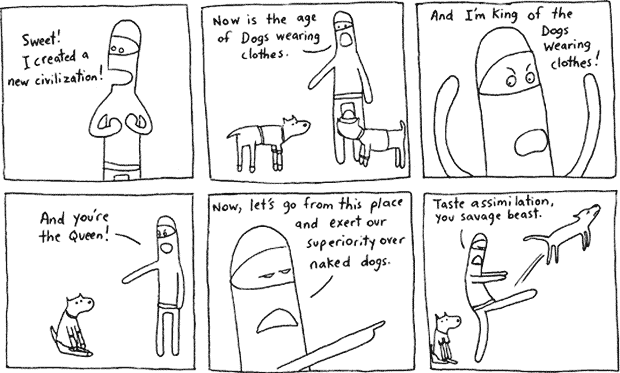 Sweet!
I created a
new civilization!
Now is the age
of Dogs wearing
clothes.
And I'm King of the
Dogs
wearing
clothes!
And you're
the Queen!
Now, let's go from this place
and exert our
superiority over
naked dogs.
Taste assimilation,
you savage beast.